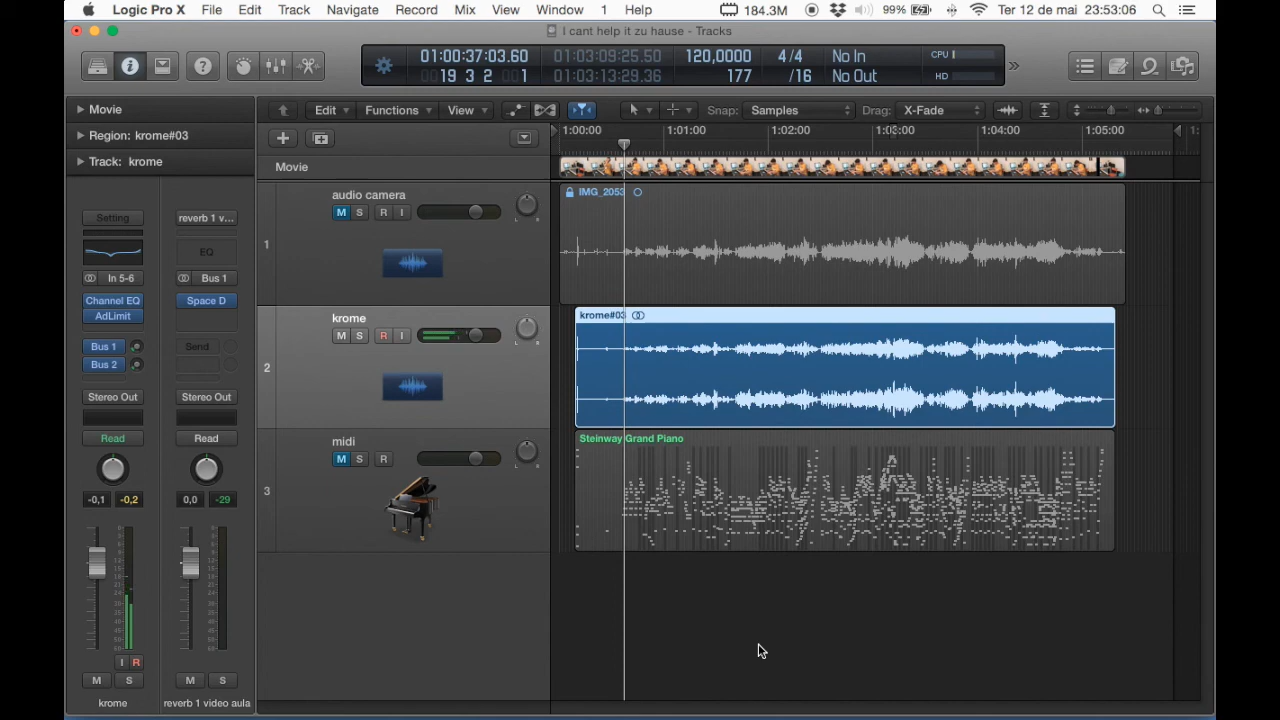 Logic Pro X File Edit Track Navigate Record Mix View Window 1 Help 184.3M 99% Ter 12 de mai 23:53:06
I cant help it zu hause - Tracks
01:00:37:03.60 01:03:09:25.50 120,0000 4/4 No In CPU
19 3 2 1 01:03:13:29.36 177 /16 No Out HD
Movie
Region: krome#03
Track: krome
Edit Functions View Snap: Samples Drag: X-Fade
1:00:00 1:01:00 1:02:00 1:03:00 1:04:00 1:05:00 1:
Movie
Setting reverb 1 v...
EQ
In 5-6 Bus 1
Channel EQ Space D
AdLimit
Bus 1 Send
Bus 2
Stereo Out Stereo Out
Read Read
-0,1 -0,2 0,0 -29
I R
M S M S
krome reverb 1 video aula
1
audio camera
M S R I
L R
IMG_2053
2
krome
M S R I
L R
krome#03
3
midi
M S R
L R
Steinway Grand Piano